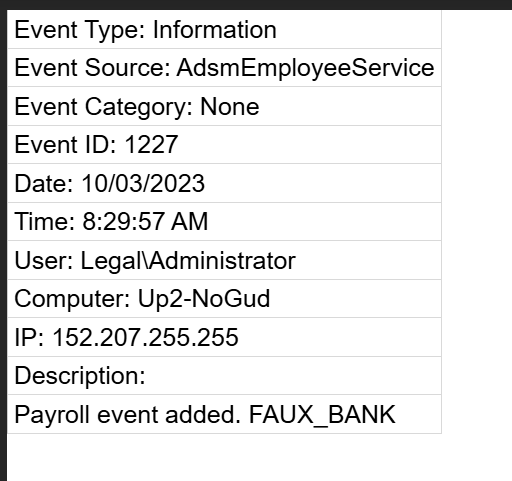 Event Type: Information
Event Source: AdsmEmployeeService
Event Category: None
Event ID: 1227
Date: 10/03/2023
Time: 8:29:57 AM
User: Legal\Administrator
Computer: Up2-NoGud
IP: 152.207.255.255
Description:
Payroll event added. FAUX_BANK